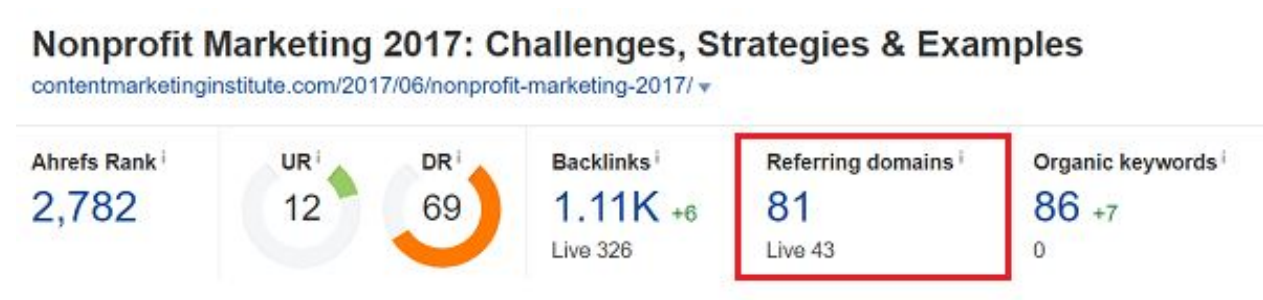 Nonprofit Marketing 2017: Challenges, Strategies & Examples
contentmarketinginstitute.com/2017/06/nonprofit-marketing-2017/
Ahrefs Rank i UR i DR i Backlinks i Referring domains i Organic keywords i
2,782 12 69 1.11K +6 81 86 +7
Live 326 Live 43 0